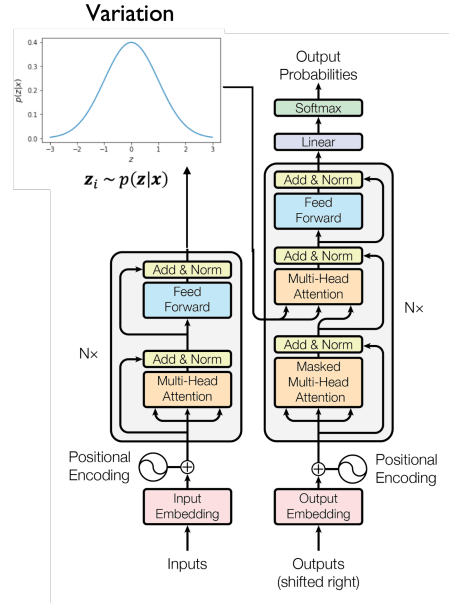 Variation
p(z|x)
0.4
0.3
0.2
0.1
0.0
−3
−2
−1
0
1
2
3
z
z_i ~ p(z|x)
Output
Probabilities
Softmax
Linear
Add & Norm
Feed
Forward
Add & Norm
Multi-Head
Attention
Add & Norm
Masked
Multi-Head
Attention
N×
Add & Norm
Feed
Forward
N×
Add & Norm
Multi-Head
Attention
Positional
Encoding
Positional
Encoding
Input
Embedding
Output
Embedding
Inputs
Outputs
(shifted right)